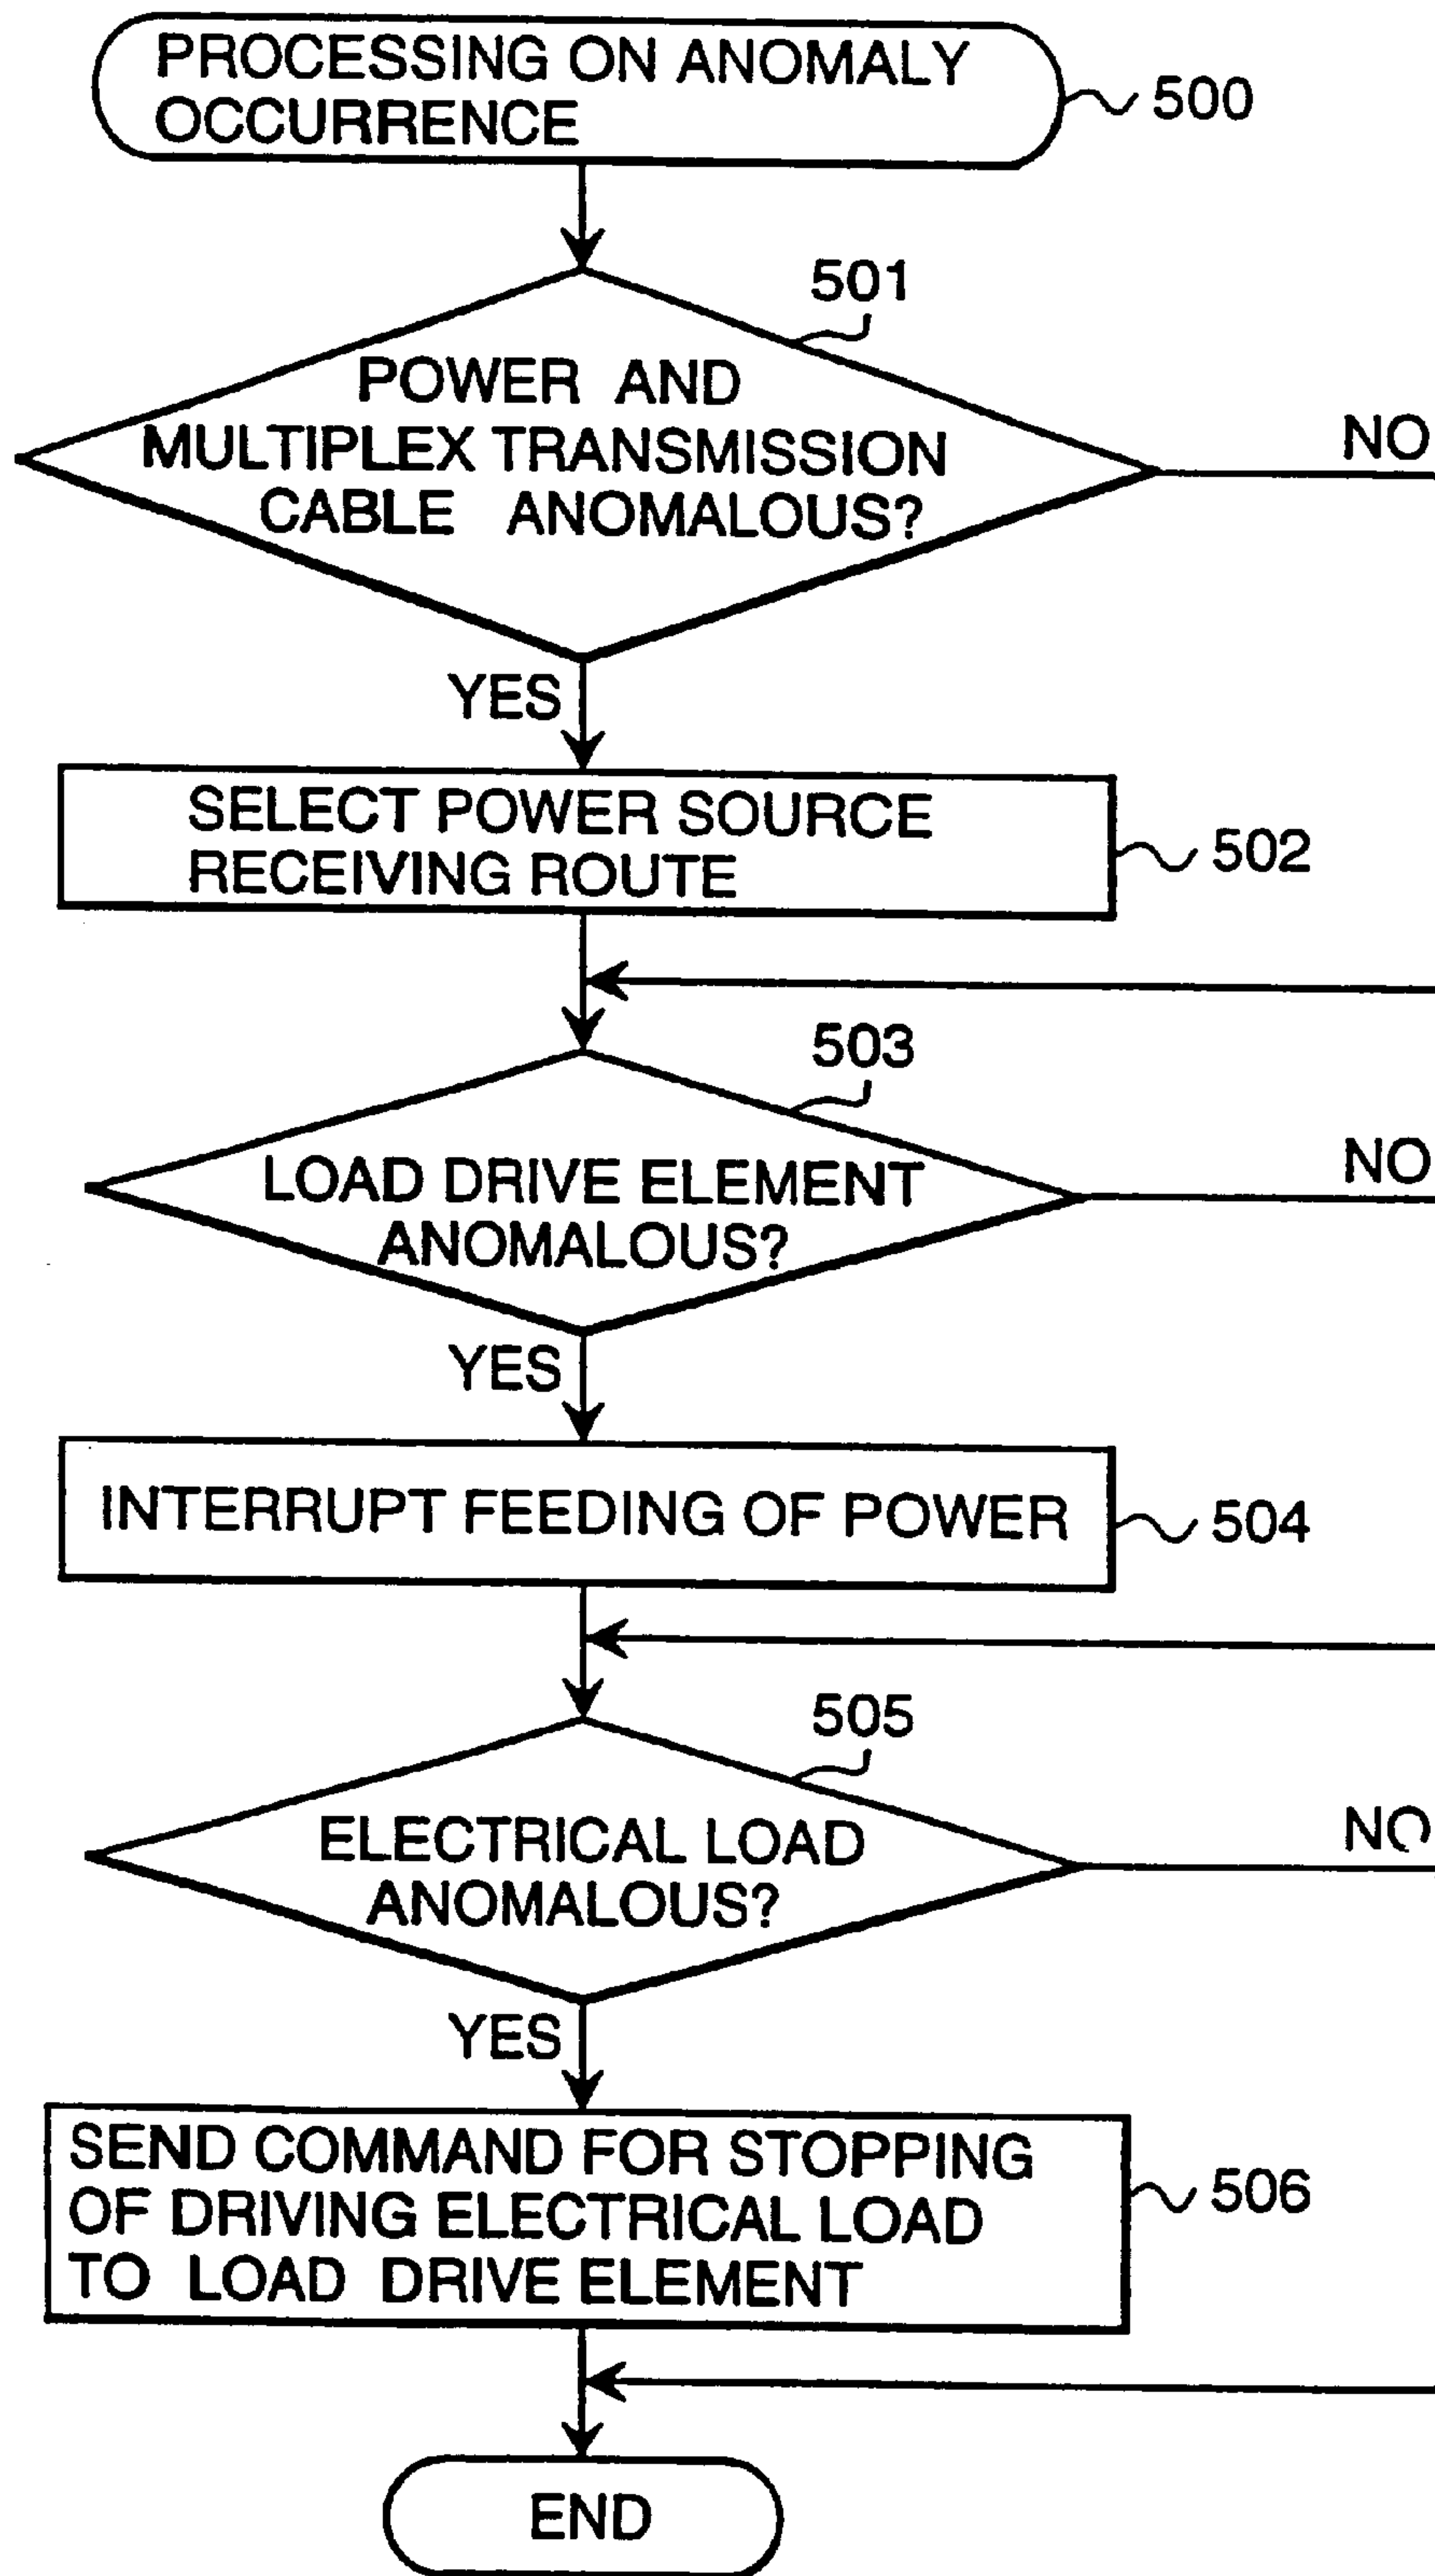 PROCESSING ON ANOMALY
OCCURRENCE
500
501
POWER AND
MULTIPLEX TRANSMISSION
CABLE ANOMALOUS?
NO
YES
SELECT POWER SOURCE
RECEIVING ROUTE
502
503
LOAD DRIVE ELEMENT
ANOMALOUS?
NO
YES
INTERRUPT FEEDING OF POWER
504
505
ELECTRICAL LOAD
ANOMALOUS?
NO
YES
SEND COMMAND FOR STOPPING
OF DRIVING ELECTRICAL LOAD
TO LOAD DRIVE ELEMENT
506
END